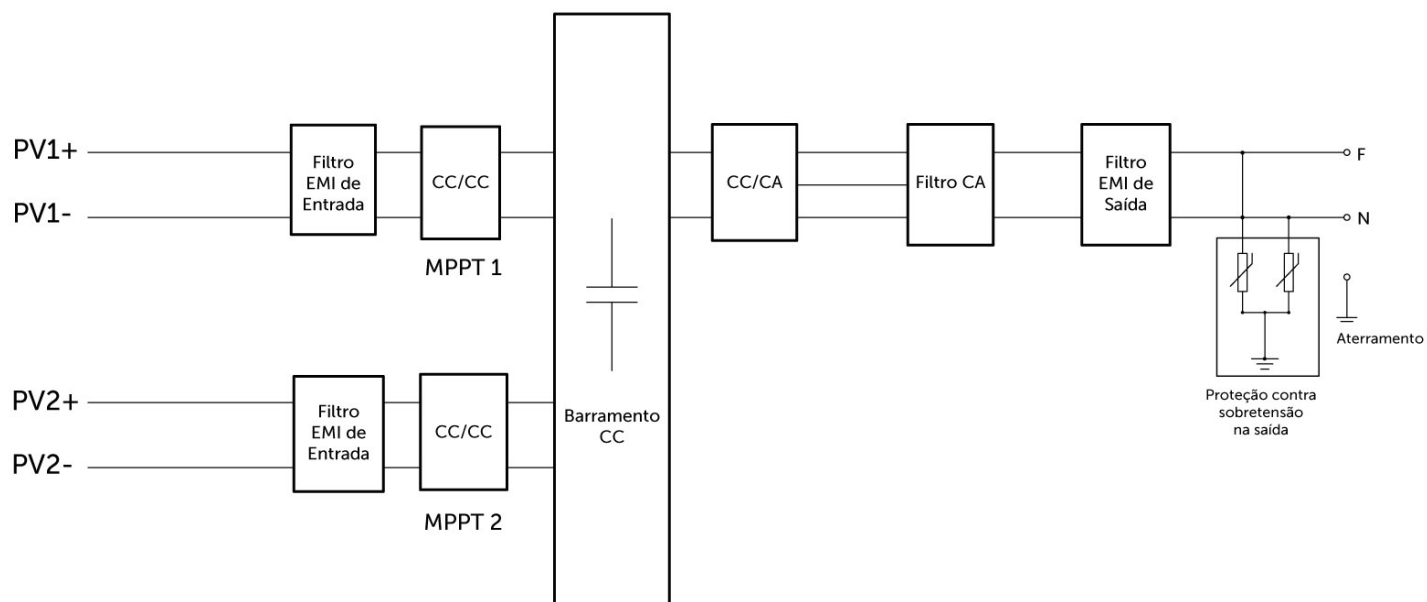 PV1+
PV1-
Filtro
EMI de
Entrada
CC/CC
MPPT 1
PV2+
PV2-
Filtro
EMI de
Entrada
CC/CC
MPPT 2
Barramento
CC
CC/CA
Filtro CA
Filtro
EMI de
Saída
F
N
Aterramento
Proteção contra
sobretensão
na saída